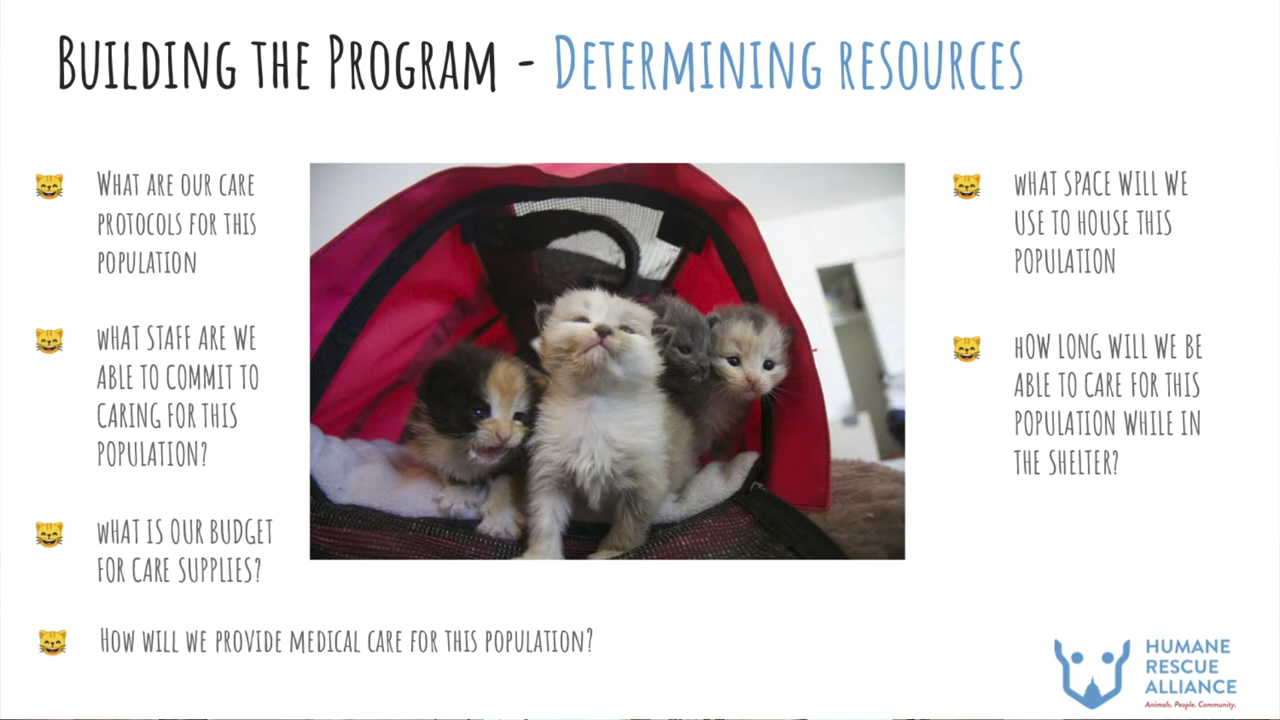 Building the Program - Determining resources
What are our care
protocols for this
population
what staff are we
able to commit to
caring for this
population?
what is our budget
for care supplies?
How will we provide medical care for this population?
what space will we
use to house this
population
how long will we be
able to care for this
population while in
the shelter?
HUMANE
RESCUE
ALLIANCE
Animals. People. Community.